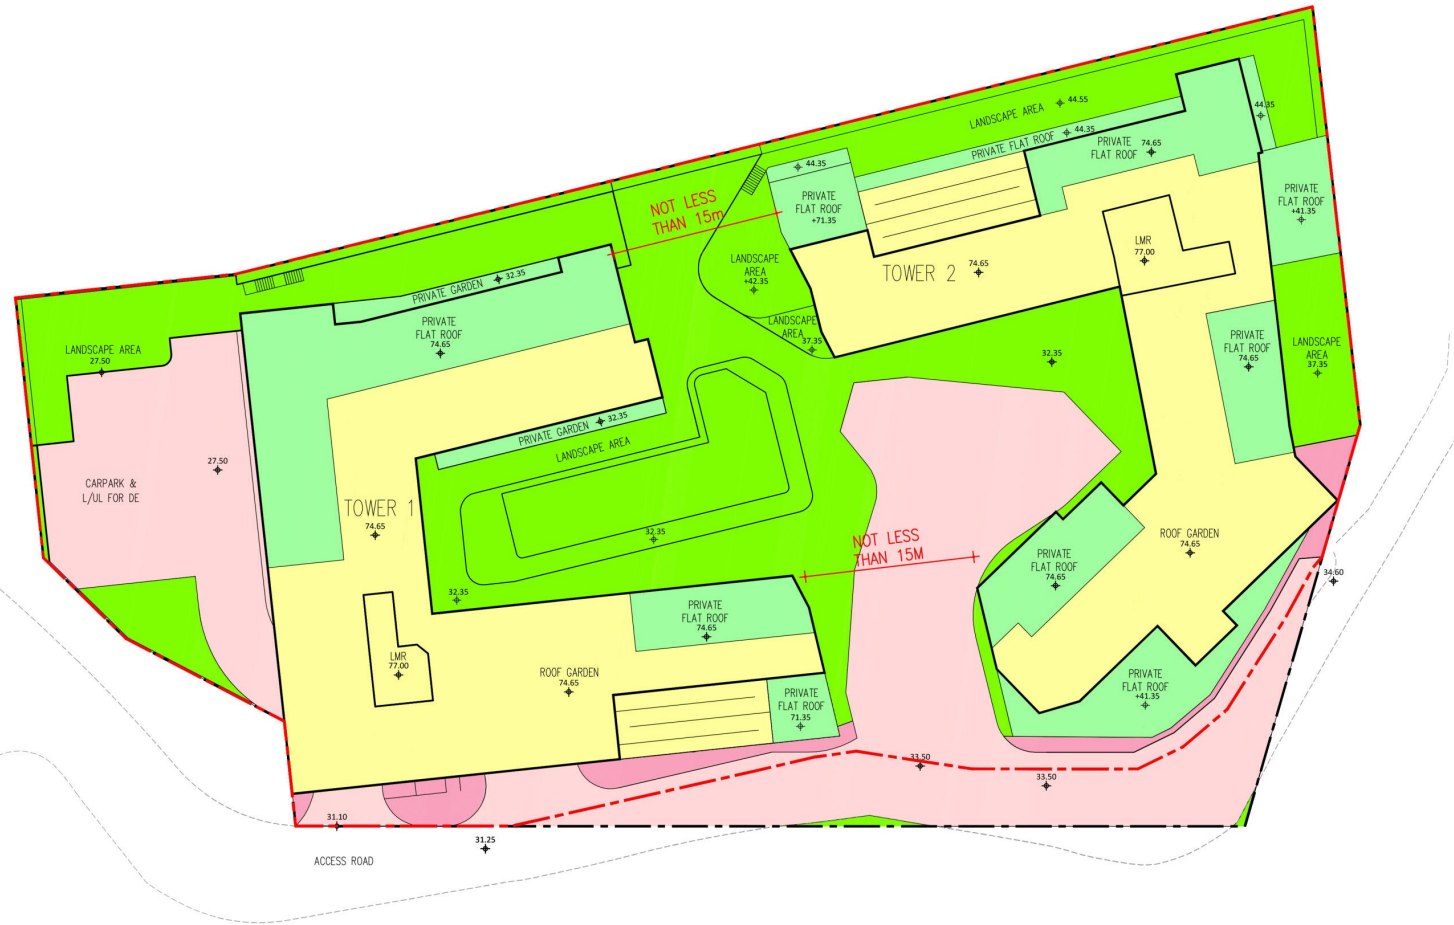 LANDSCAPE AREA
44.55
44.35
PRIVATE FLAT ROOF
44.35
PRIVATE
FLAT ROOF
74.65
44.35
PRIVATE
FLAT ROOF
+71.35
NOT LESS
THAN 15m
PRIVATE
FLAT ROOF
+41.35
LMR
77.00
TOWER 2
74.65
LANDSCAPE
AREA
+42.35
LANDSCAPE
AREA
37.35
32.35
PRIVATE GARDEN
32.35
PRIVATE
FLAT ROOF
74.65
LANDSCAPE AREA
27.50
PRIVATE
FLAT ROOF
74.65
LANDSCAPE
AREA
37.35
PRIVATE GARDEN
32.35
LANDSCAPE AREA
27.50
CARPARK &
L/UL FOR DE
TOWER 1
74.65
32.35
NOT LESS
THAN 15M
ROOF GARDEN
74.65
PRIVATE
FLAT ROOF
74.65
34.60
32.35
PRIVATE
FLAT ROOF
74.65
LMR
77.00
ROOF GARDEN
74.65
PRIVATE
FLAT ROOF
71.35
PRIVATE
FLAT ROOF
+41.35
33.50
33.50
31.10
31.25
ACCESS ROAD